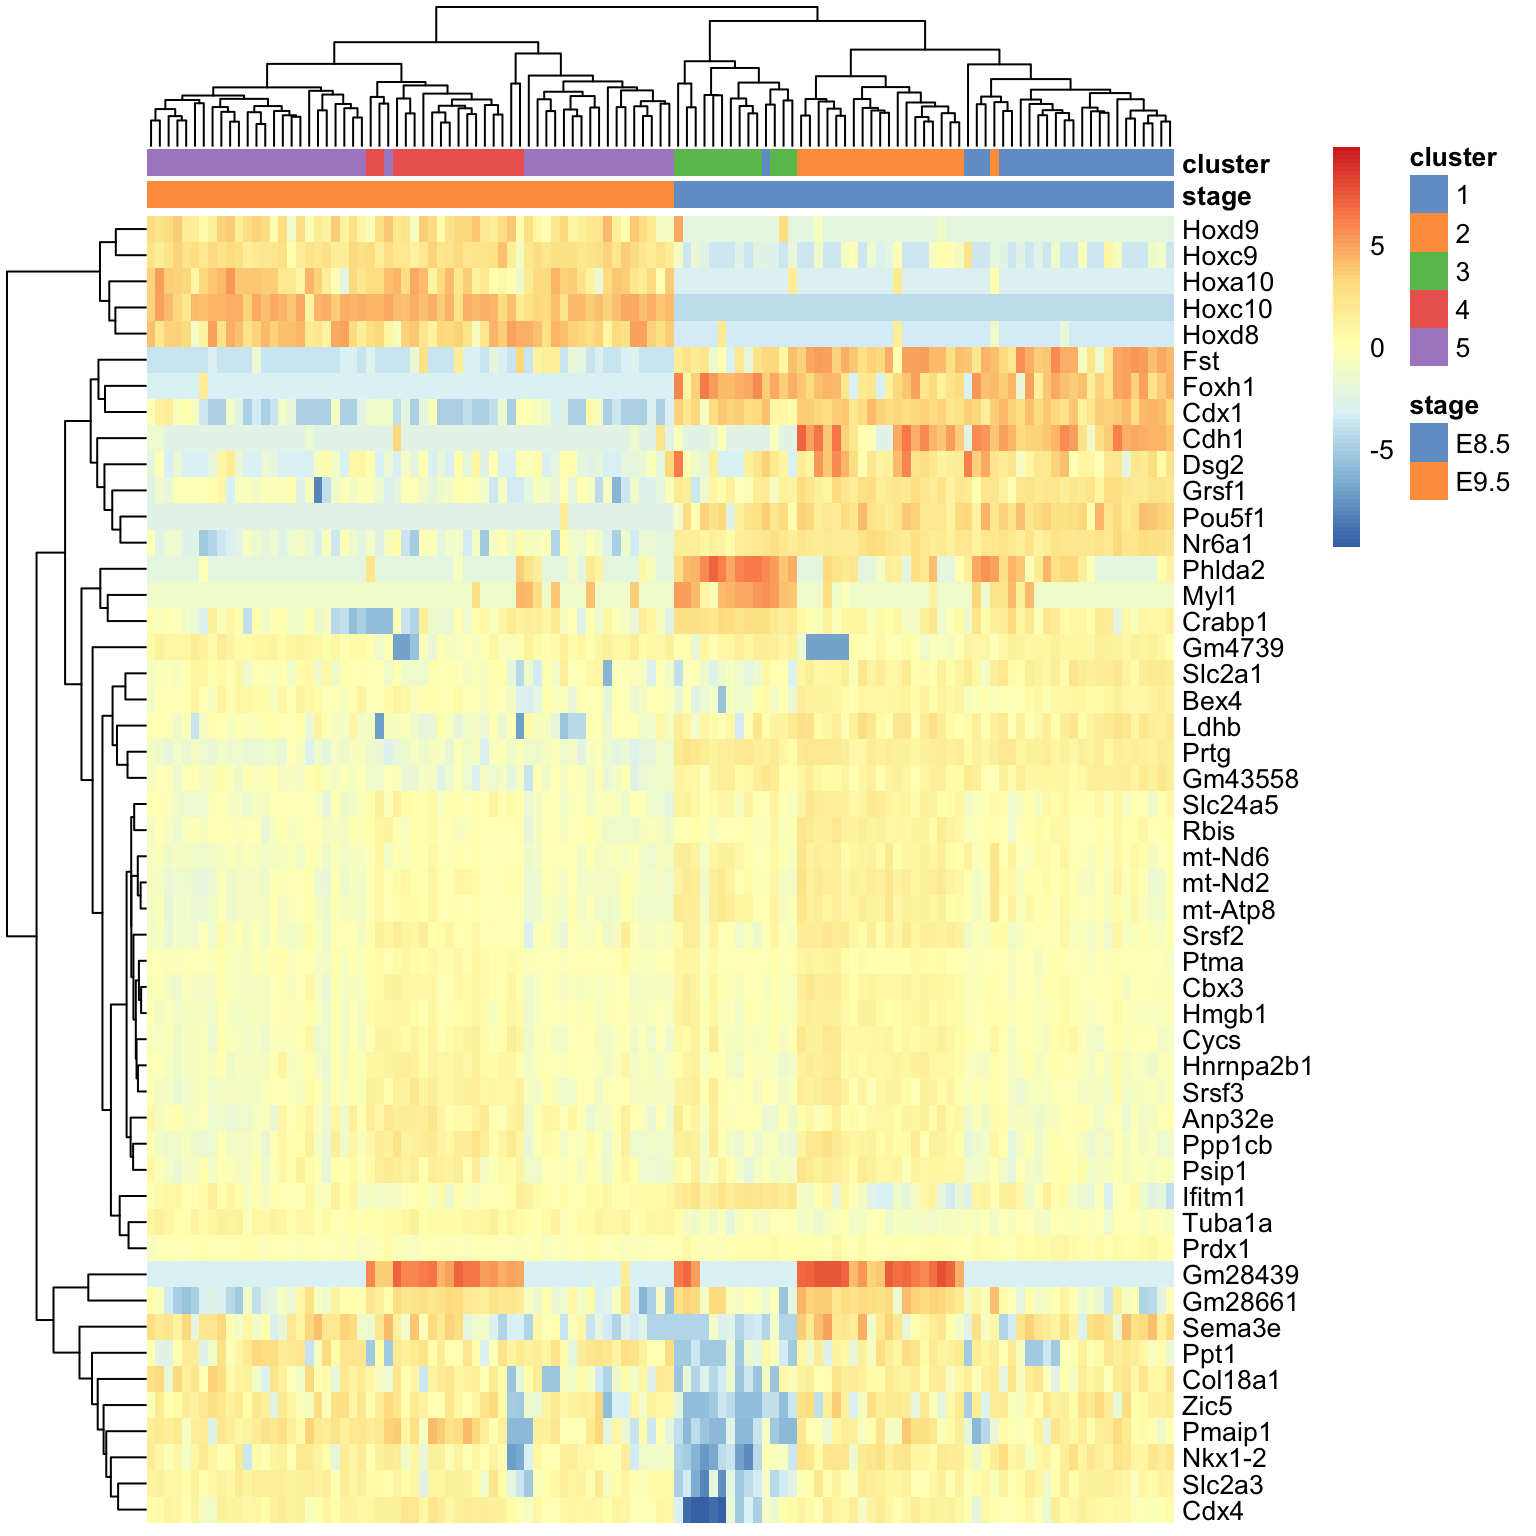 cluster
stage
Hoxd9
Hoxc9
Hoxa10
Hoxc10
Hoxd8
Fst
Foxh1
Cdx1
Cdh1
Dsg2
Grsf1
Pou5f1
Nr6a1
Phlda2
Myl1
Crabp1
Gm4739
Slc2a1
Bex4
Ldhb
Prtg
Gm43558
Slc24a5
Rbis
mt-Nd6
mt-Nd2
mt-Atp8
Srsf2
Ptma
Cbx3
Hmgb1
Cycs
Hnrnpa2b1
Srsf3
Anp32e
Ppp1cb
Psip1
Ifitm1
Tuba1a
Prdx1
Gm28439
Gm28661
Sema3e
Ppt1
Col18a1
Zic5
Pmaip1
Nkx1-2
Slc2a3
Cdx4
5
0
-5
cluster
1
2
3
4
5
stage
E8.5
E9.5